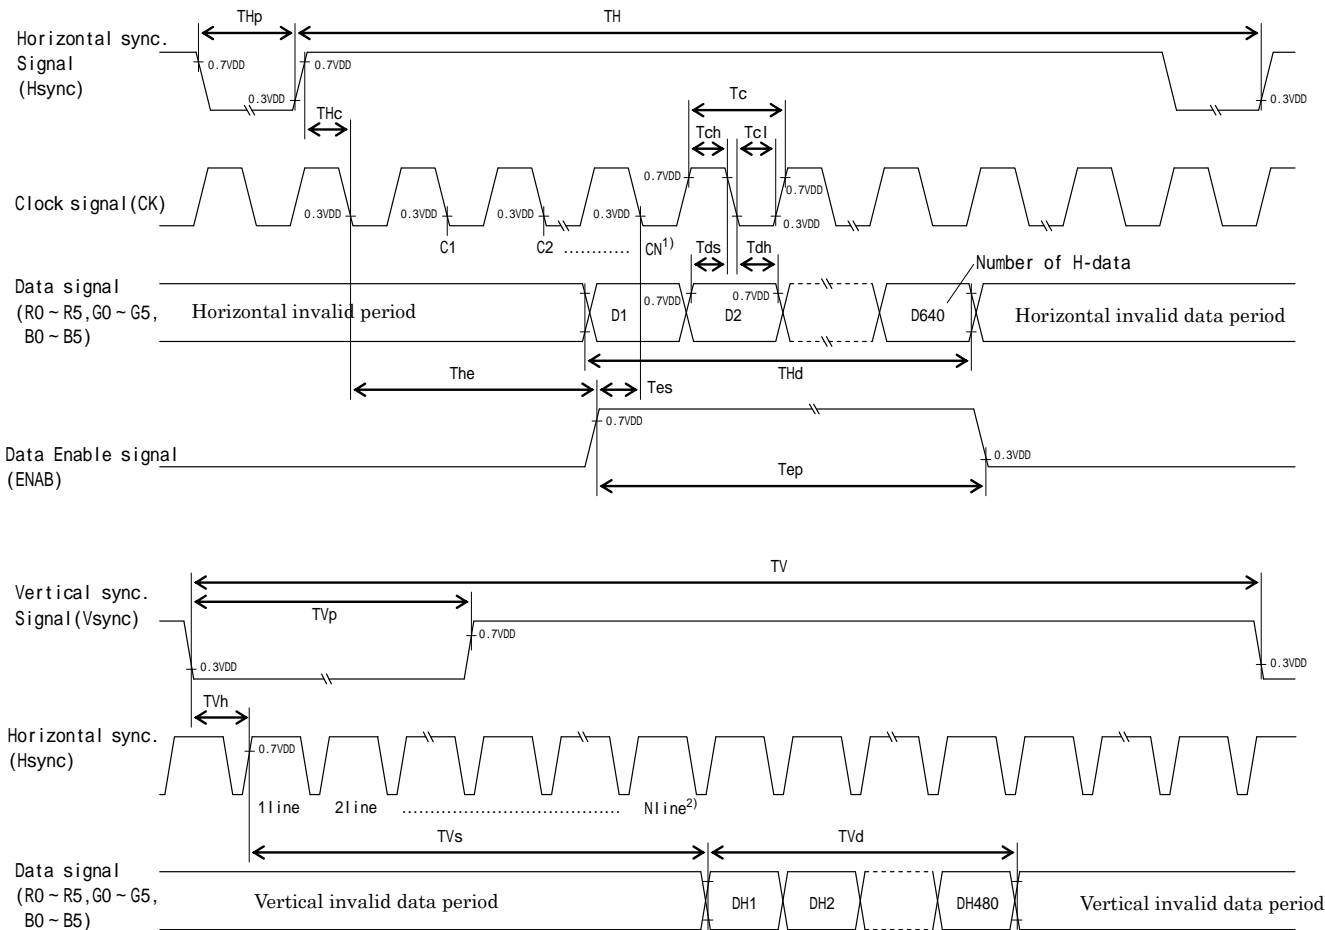 THp
TH
Horizontal sync.
Signal
(Hsync)
0.7VDD
0.7VDD
0.3VDD
0.3VDD
THc
Tc
Tch
Tcl
Clock signal(CK)
0.7VDD
0.7VDD
0.3VDD
0.3VDD
0.3VDD
0.3VDD
0.3VDD
C1
C2
............
CN1)
Tds
Tdh
Number of H-data
Data signal
(R0~R5,G0~G5,
B0~B5)
Horizontal invalid period
0.7VDD
0.7VDD
D1
D2
D640
Horizontal invalid data period
The
Tes
THd
0.7VDD
Data Enable signal
(ENAB)
Tep
0.3VDD
TV
Vertical sync.
Signal(Vsync)
TVp
0.7VDD
0.3VDD
0.3VDD
TVh
Horizontal sync.
(Hsync)
0.7VDD
1line
2line
........................................
Nline2)
TVs
TVd
Data signal
(R0~R5,G0~G5,
B0~B5)
Vertical invalid data period
DH1
DH2
DH480
Vertical invalid data period